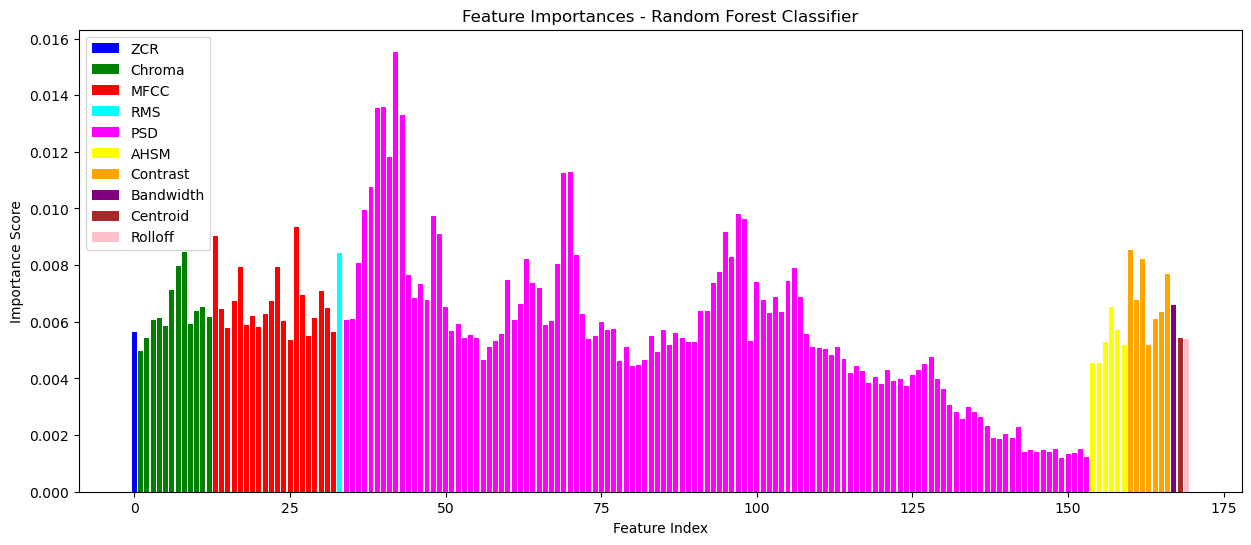 Feature Importances - Random Forest Classifier
0.016
0.014
0.012
0.010
0.008
0.006
0.004
0.002
0.000
Importance Score
ZCR
Chroma
MFCC
RMS
PSD
AHSM
Contrast
Bandwidth
Centroid
Rolloff
0 25 50 75 100 125 150 175
Feature Index